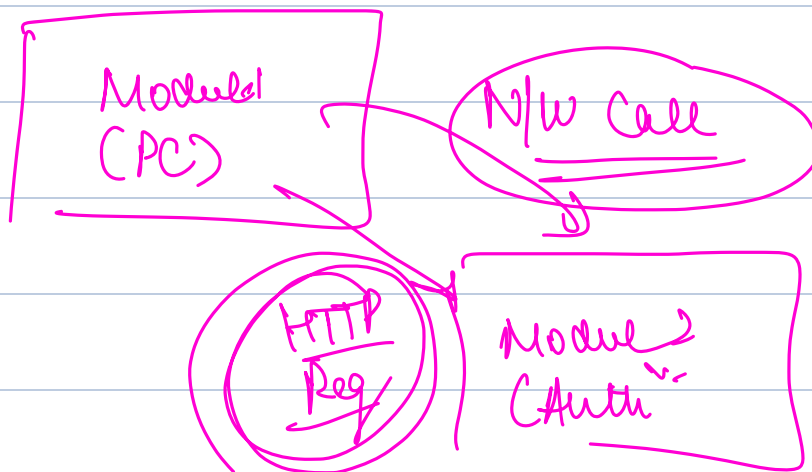 Module1
(PC)
N/W Call
HTTP
Req
Module2
(Auth